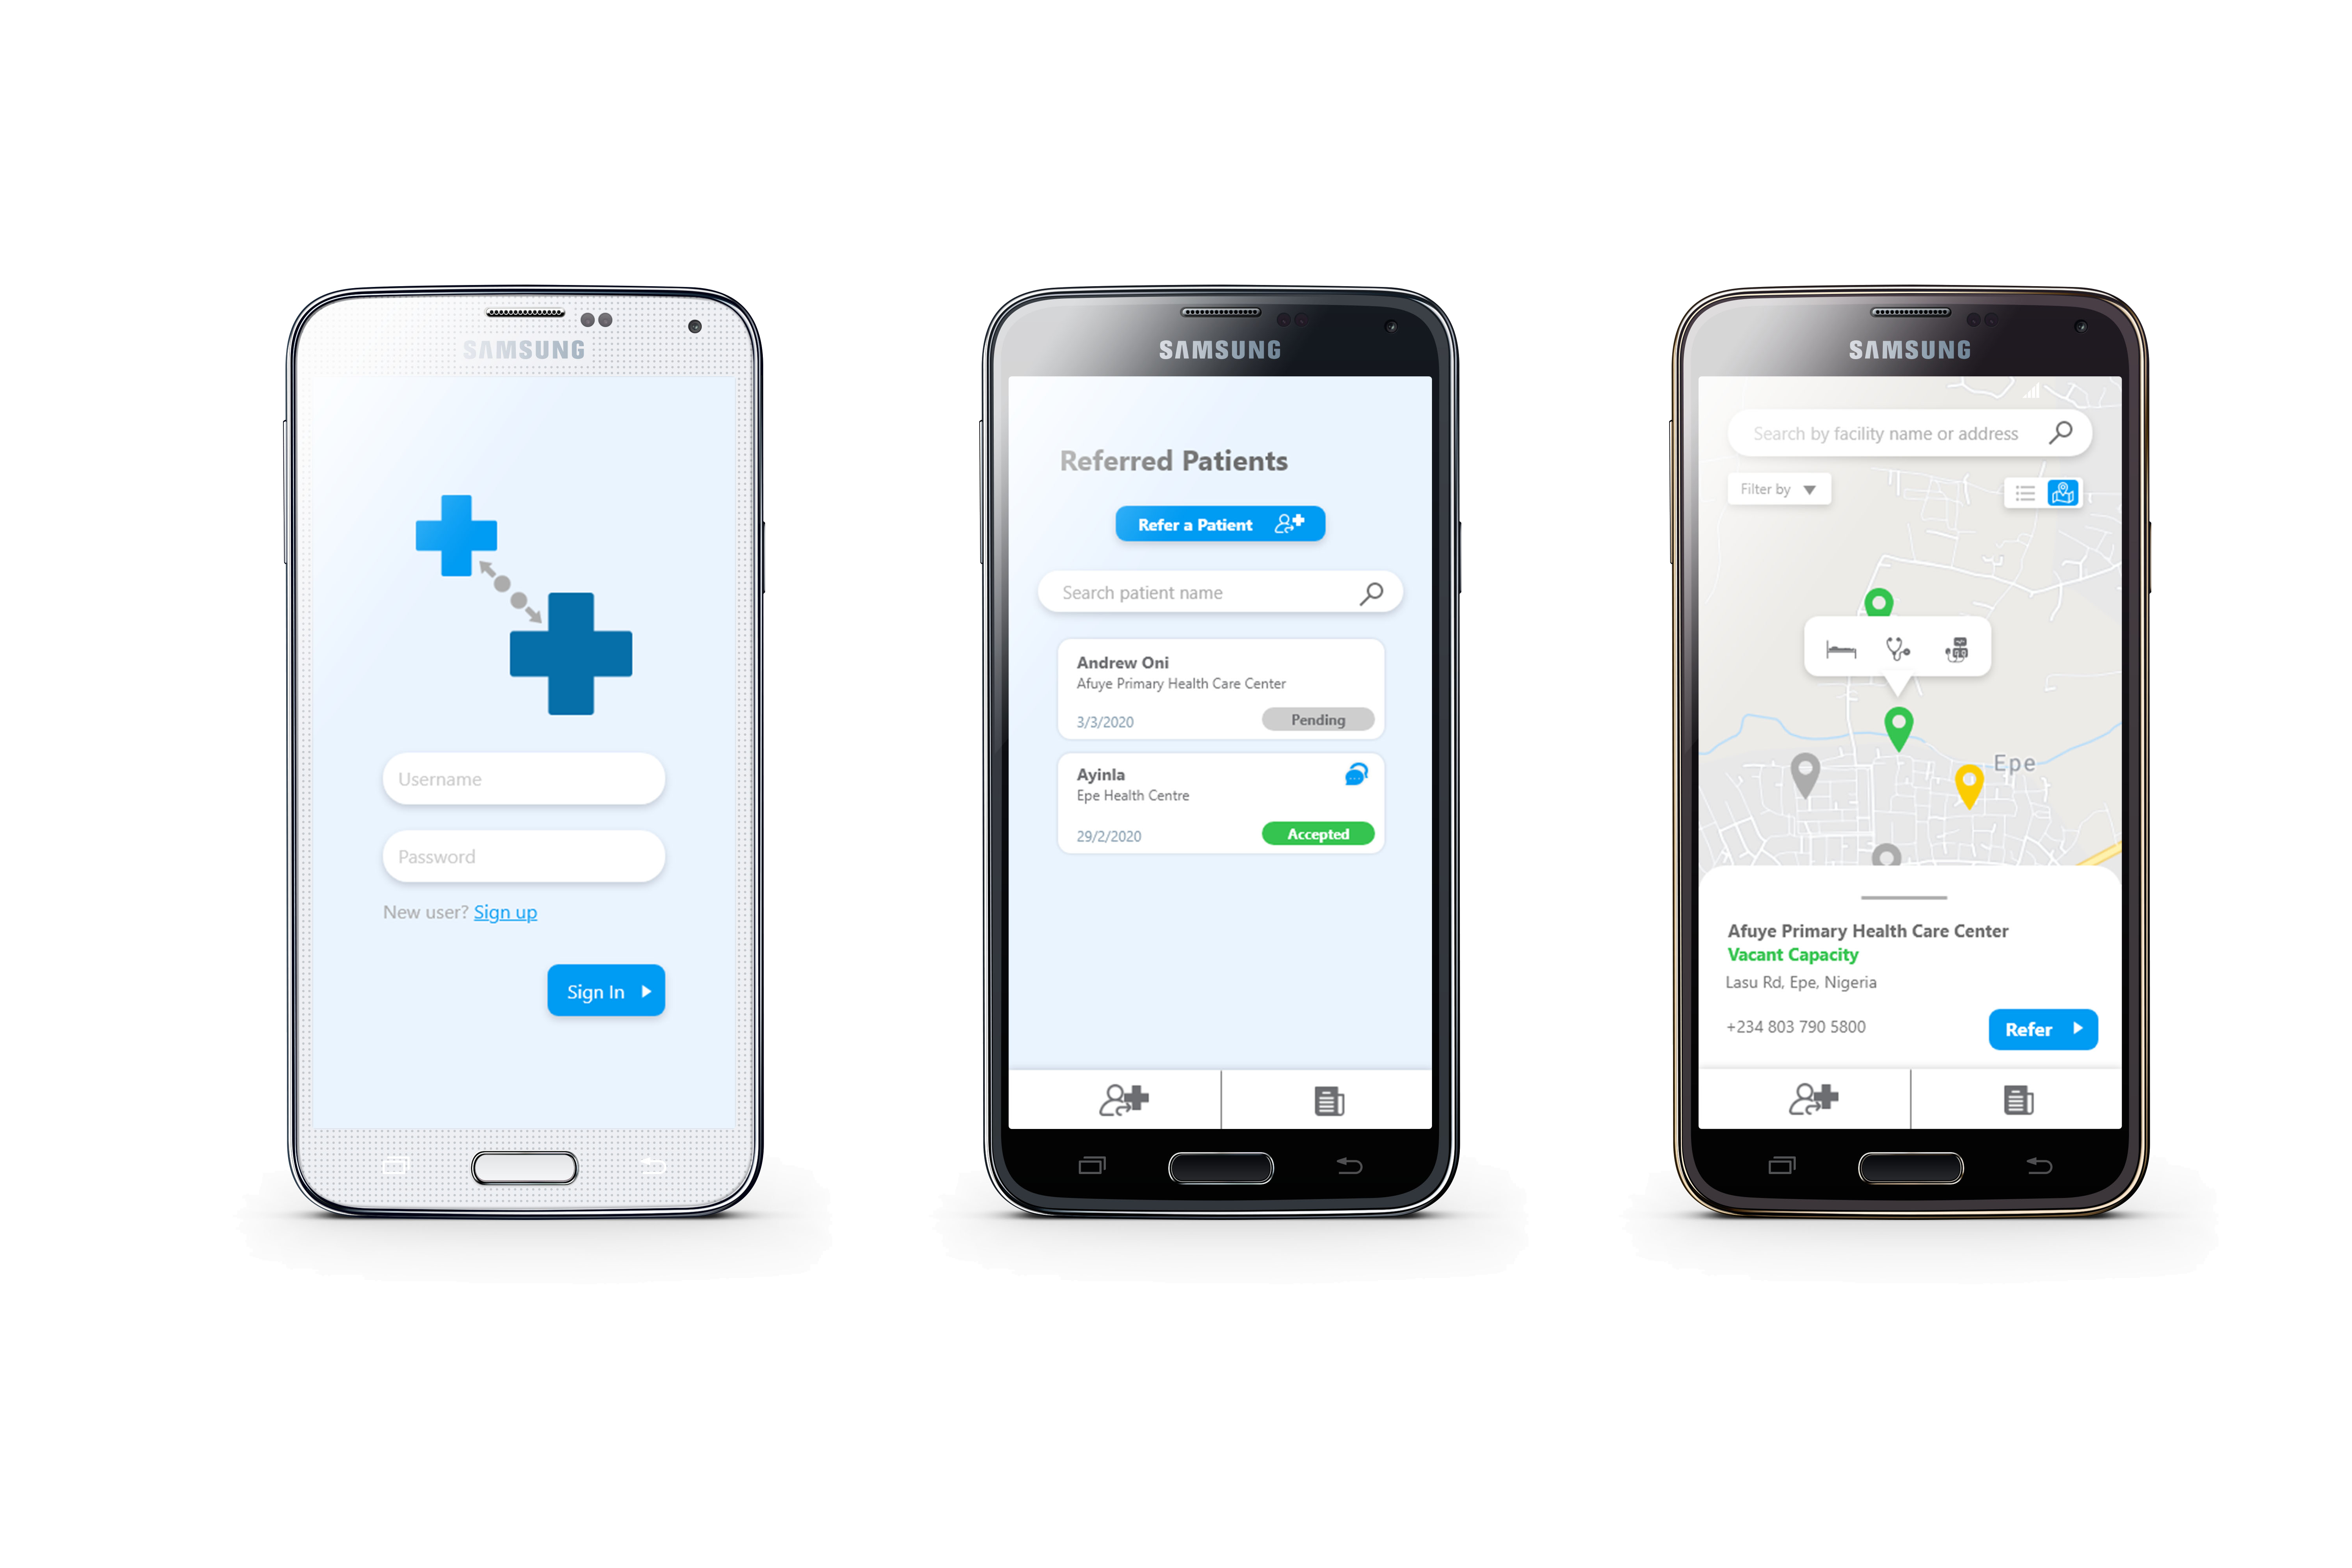 SAMSUNG
Username
Password
New user? Sign up
Sign In
SAMSUNG
Referred Patients
Refer a Patient
Search patient name
Andrew Oni
Afuye Primary Health Care Center
3/3/2020
Pending
Ayinla
Epe Health Centre
29/2/2020
Accepted
SAMSUNG
Search by facility name or address
Filter by
Epe
Afuye Primary Health Care Center
Vacant Capacity
Lasu Rd, Epe, Nigeria
+234 803 790 5800
Refer